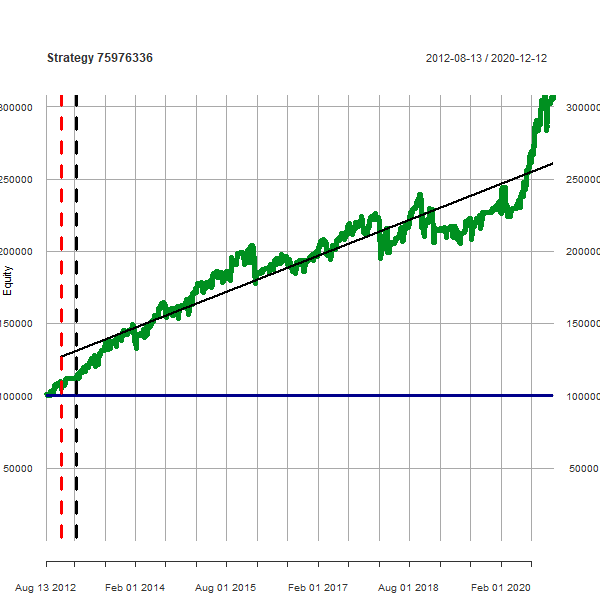 Strategy 75976336
2012-08-13 / 2020-12-12
300000
300000
250000
250000
200000
200000
Equity
150000
150000
100000
100000
50000
50000
Aug 13 2012
Feb 01 2014
Aug 01 2015
Feb 01 2017
Aug 01 2018
Feb 01 2020